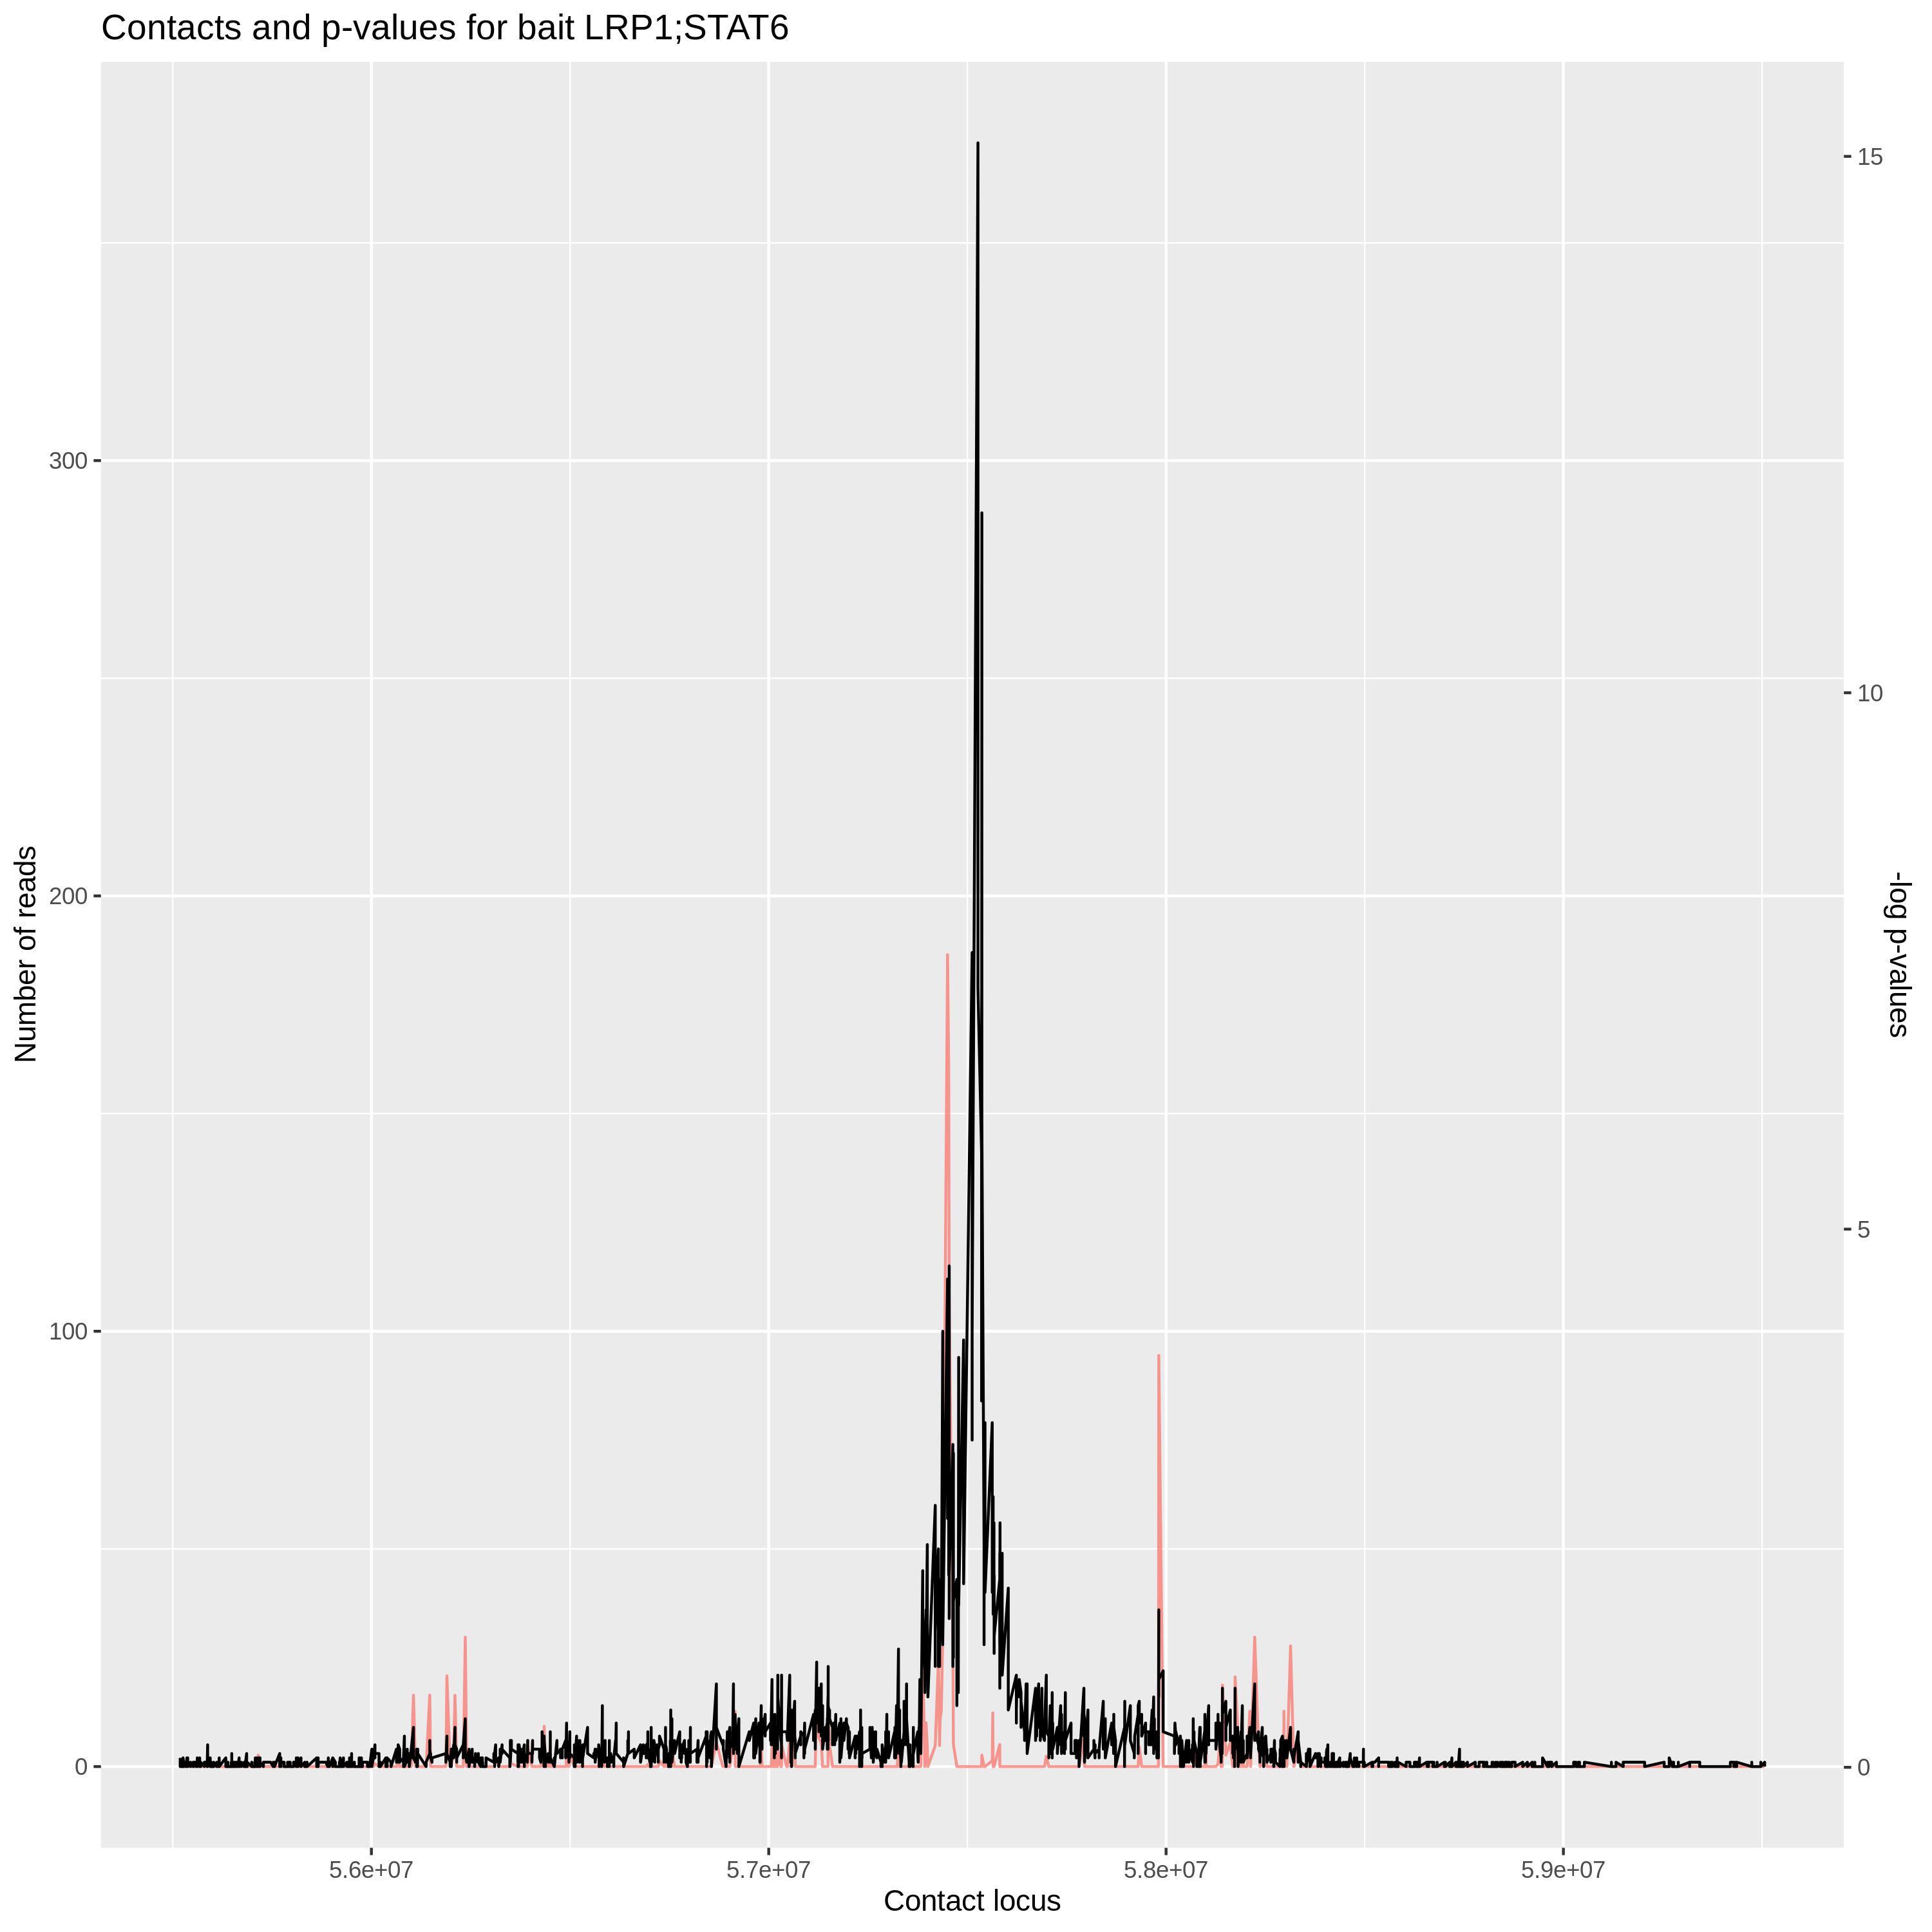 Contacts and p-values for bait LRP1;STAT6
Number of reads
300
200
100
0
15
10
5
0
-log p-values
5.6e+07
5.7e+07
5.8e+07
5.9e+07
Contact locus